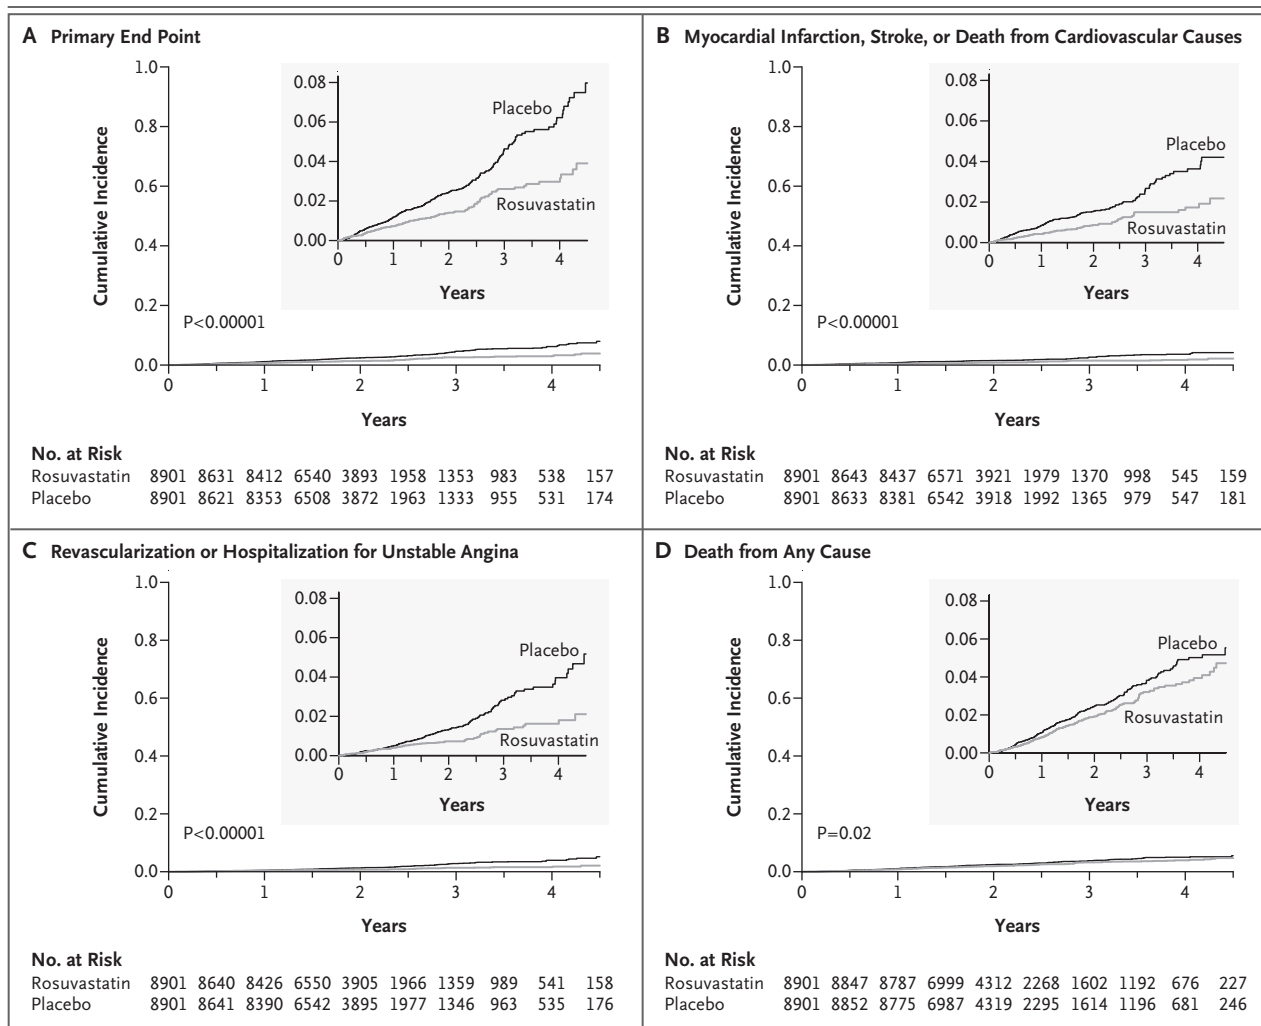 A Primary End Point
1.0
0.8
0.6
0.4
0.2
0.0
Cumulative Incidence
0.08
0.06
0.04
0.02
0.00
Placebo
Rosuvastatin
0 1 2 3 4
Years
P<0.00001
0 1 2 3 4
Years
No. at Risk
Rosuvastatin 8901 8631 8412 6540 3893 1958 1353 983 538 157
Placebo 8901 8621 8353 6508 3872 1963 1333 955 531 174
B Myocardial Infarction, Stroke, or Death from Cardiovascular Causes
1.0
0.8
0.6
0.4
0.2
0.0
Cumulative Incidence
0.08
0.06
0.04
0.02
0.00
Placebo
Rosuvastatin
0 1 2 3 4
Years
P<0.00001
0 1 2 3 4
Years
No. at Risk
Rosuvastatin 8901 8643 8437 6571 3921 1979 1370 998 545 159
Placebo 8901 8633 8381 6542 3918 1992 1365 979 547 181
C Revascularization or Hospitalization for Unstable Angina
1.0
0.8
0.6
0.4
0.2
0.0
Cumulative Incidence
0.08
0.06
0.04
0.02
0.00
Placebo
Rosuvastatin
0 1 2 3 4
Years
P<0.00001
0 1 2 3 4
Years
No. at Risk
Rosuvastatin 8901 8640 8426 6550 3905 1966 1359 989 541 158
Placebo 8901 8641 8390 6542 3895 1977 1346 963 535 176
D Death from Any Cause
1.0
0.8
0.6
0.4
0.2
0.0
Cumulative Incidence
0.08
0.06
0.04
0.02
0.00
Placebo
Rosuvastatin
0 1 2 3 4
Years
P=0.02
0 1 2 3 4
Years
No. at Risk
Rosuvastatin 8901 8847 8787 6999 4312 2268 1602 1192 676 227
Placebo 8901 8852 8775 6987 4319 2295 1614 1196 681 246